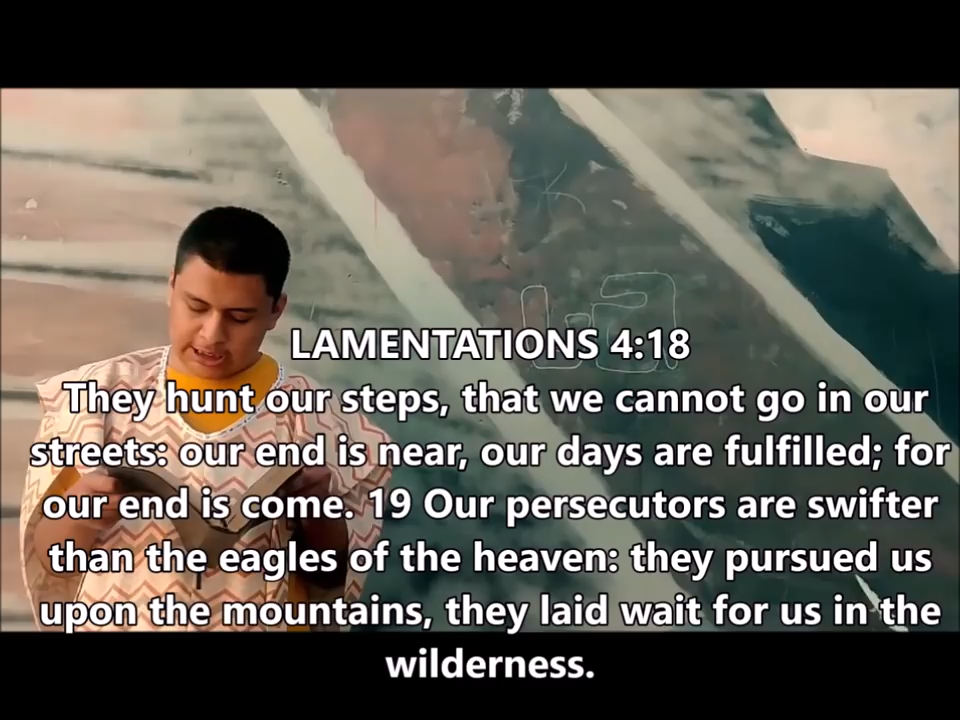 LAMENTATIONS 4:18
They hunt our steps, that we cannot go in our
streets: our end is near, our days are fulfilled; for
our end is come. 19 Our persecutors are swifter
than the eagles of the heaven: they pursued us
upon the mountains, they laid wait for us in the
wilderness.